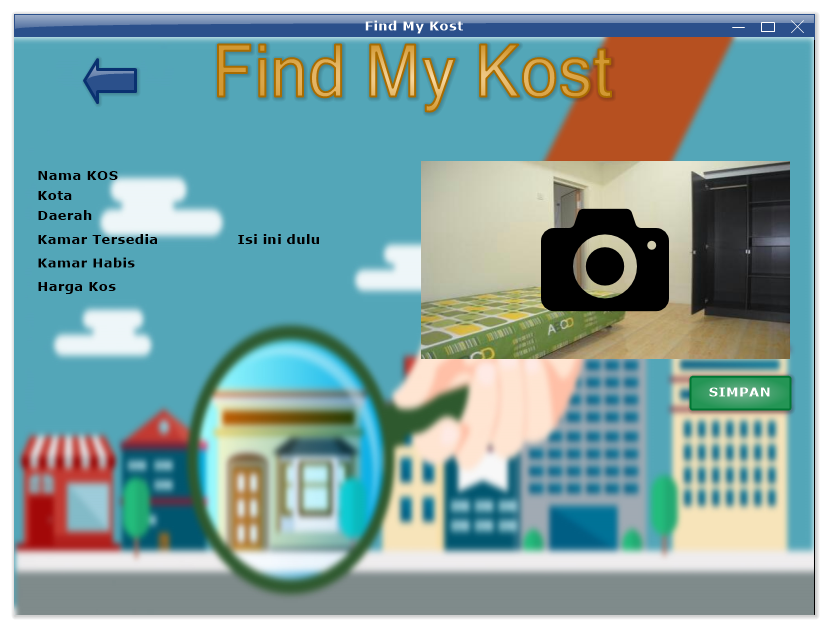 Find My Kost
Find My Kost
Nama KOS
Kota
Daerah
Kamar Tersedia
Isi ini dulu
Kamar Habis
Harga Kos
SIMPAN